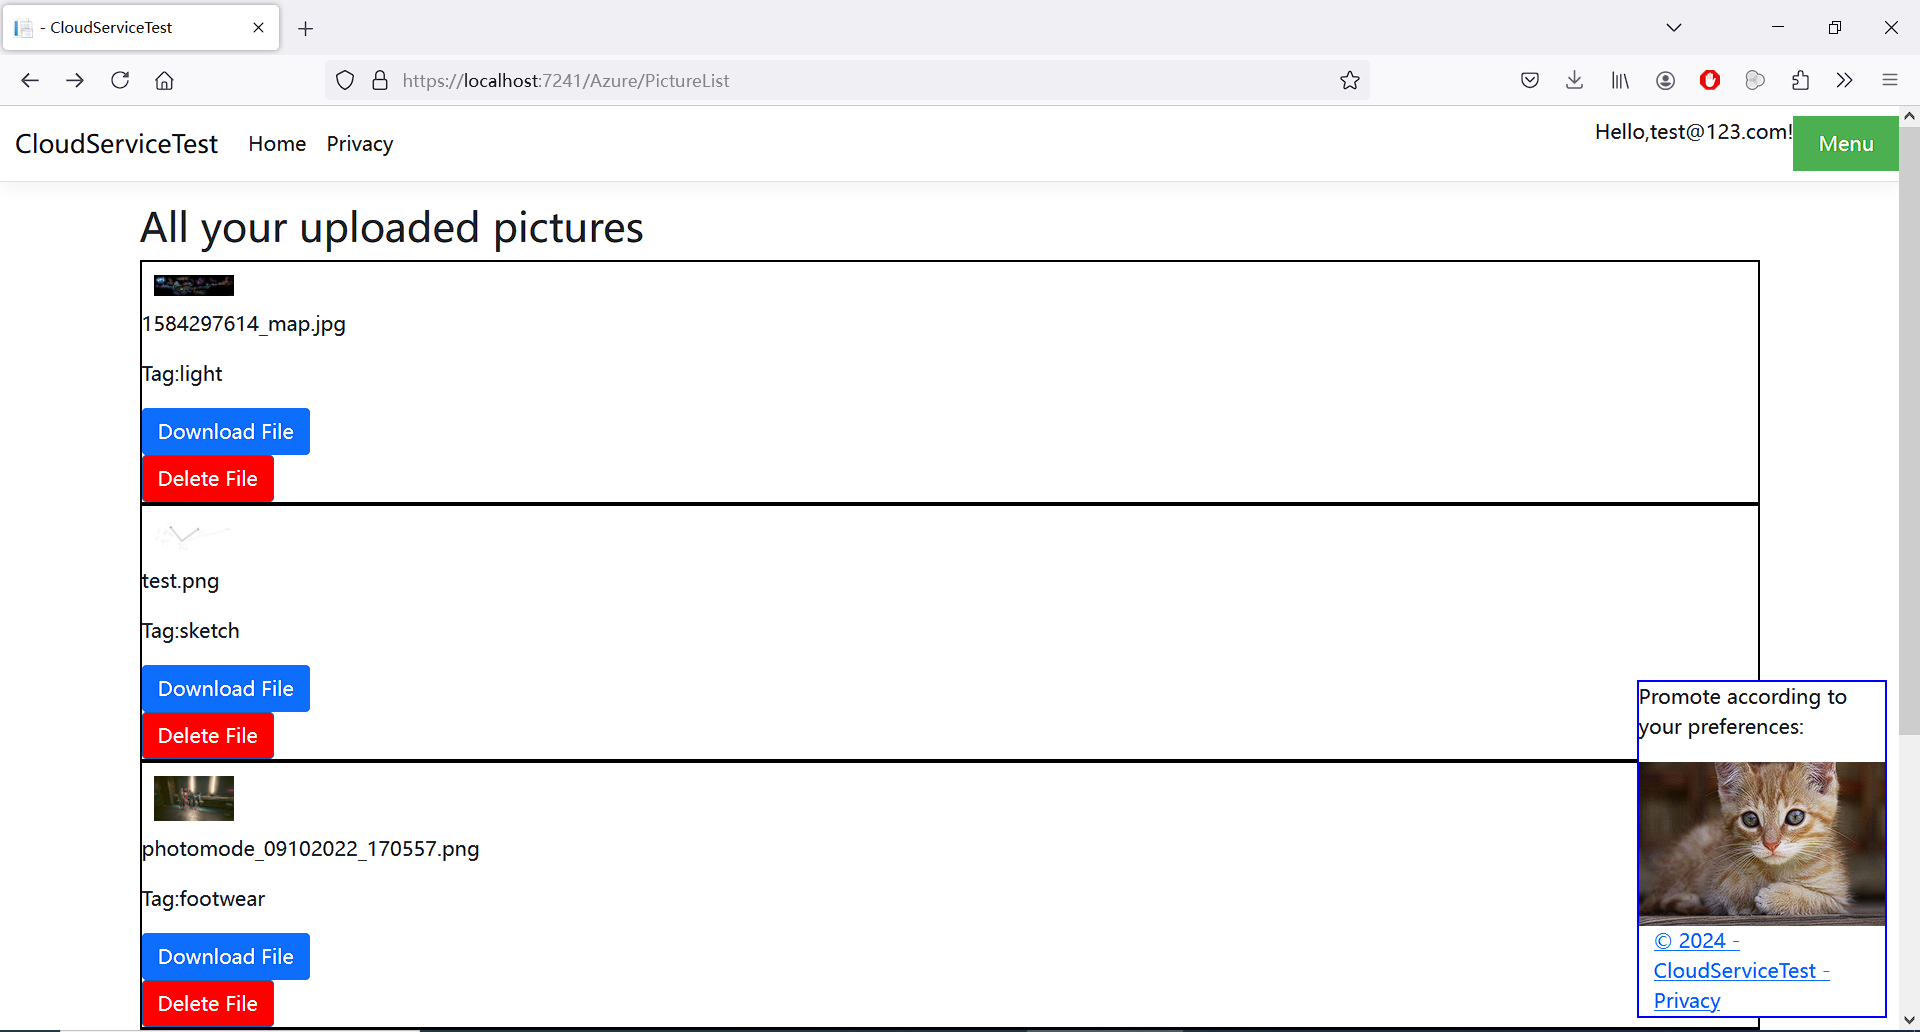 - CloudServiceTest
https://localhost:7241/Azure/PictureList
CloudServiceTest Home Privacy Hello,test@123.com! Menu
All your uploaded pictures
1584297614_map.jpg
Tag:light
Download File
Delete File
test.png
Tag:sketch
Download File
Delete File
photomode_09102022_170557.png
Tag:footwear
Download File
Delete File
Promote according to
your preferences:
© 2024 -
CloudServiceTest -
Privacy